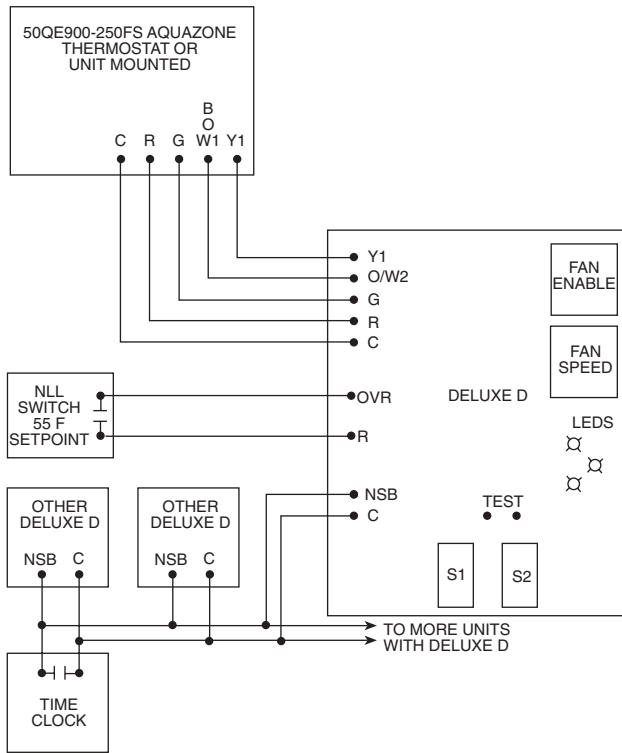 50QE900-250FS AQUAZONE
THERMOSTAT OR
UNIT MOUNTED
B
O
C R G W1 Y1
Y1
O/W2
G
R
C
OVR
R
NSB
C
DELUXE D
FAN
ENABLE
FAN
SPEED
LEDS
TEST
S1 S2
NLL
SWITCH
55 F
SETPOINT
OTHER
DELUXE D
NSB C
OTHER
DELUXE D
NSB C
TO MORE UNITS
WITH DELUXE D
TIME
CLOCK